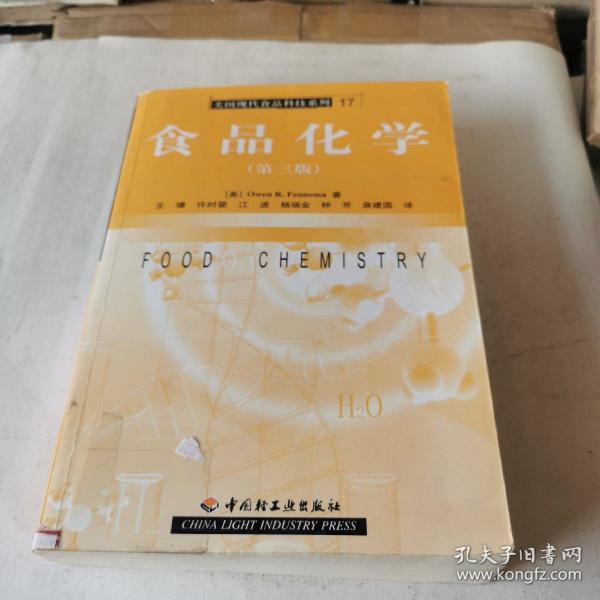 美国现代食品科技系列 17
食品化学
(第三版)
[美] Owen R. Fennema 著
王璋 许时婴 江波 杨瑞金 钟芳 麻建国 译
FOOD CHEMISTRY
H₂O
中国轻工业出版社
CHINA LIGHT INDUSTRY PRESS
孔夫子旧书网
www.kongfz.com